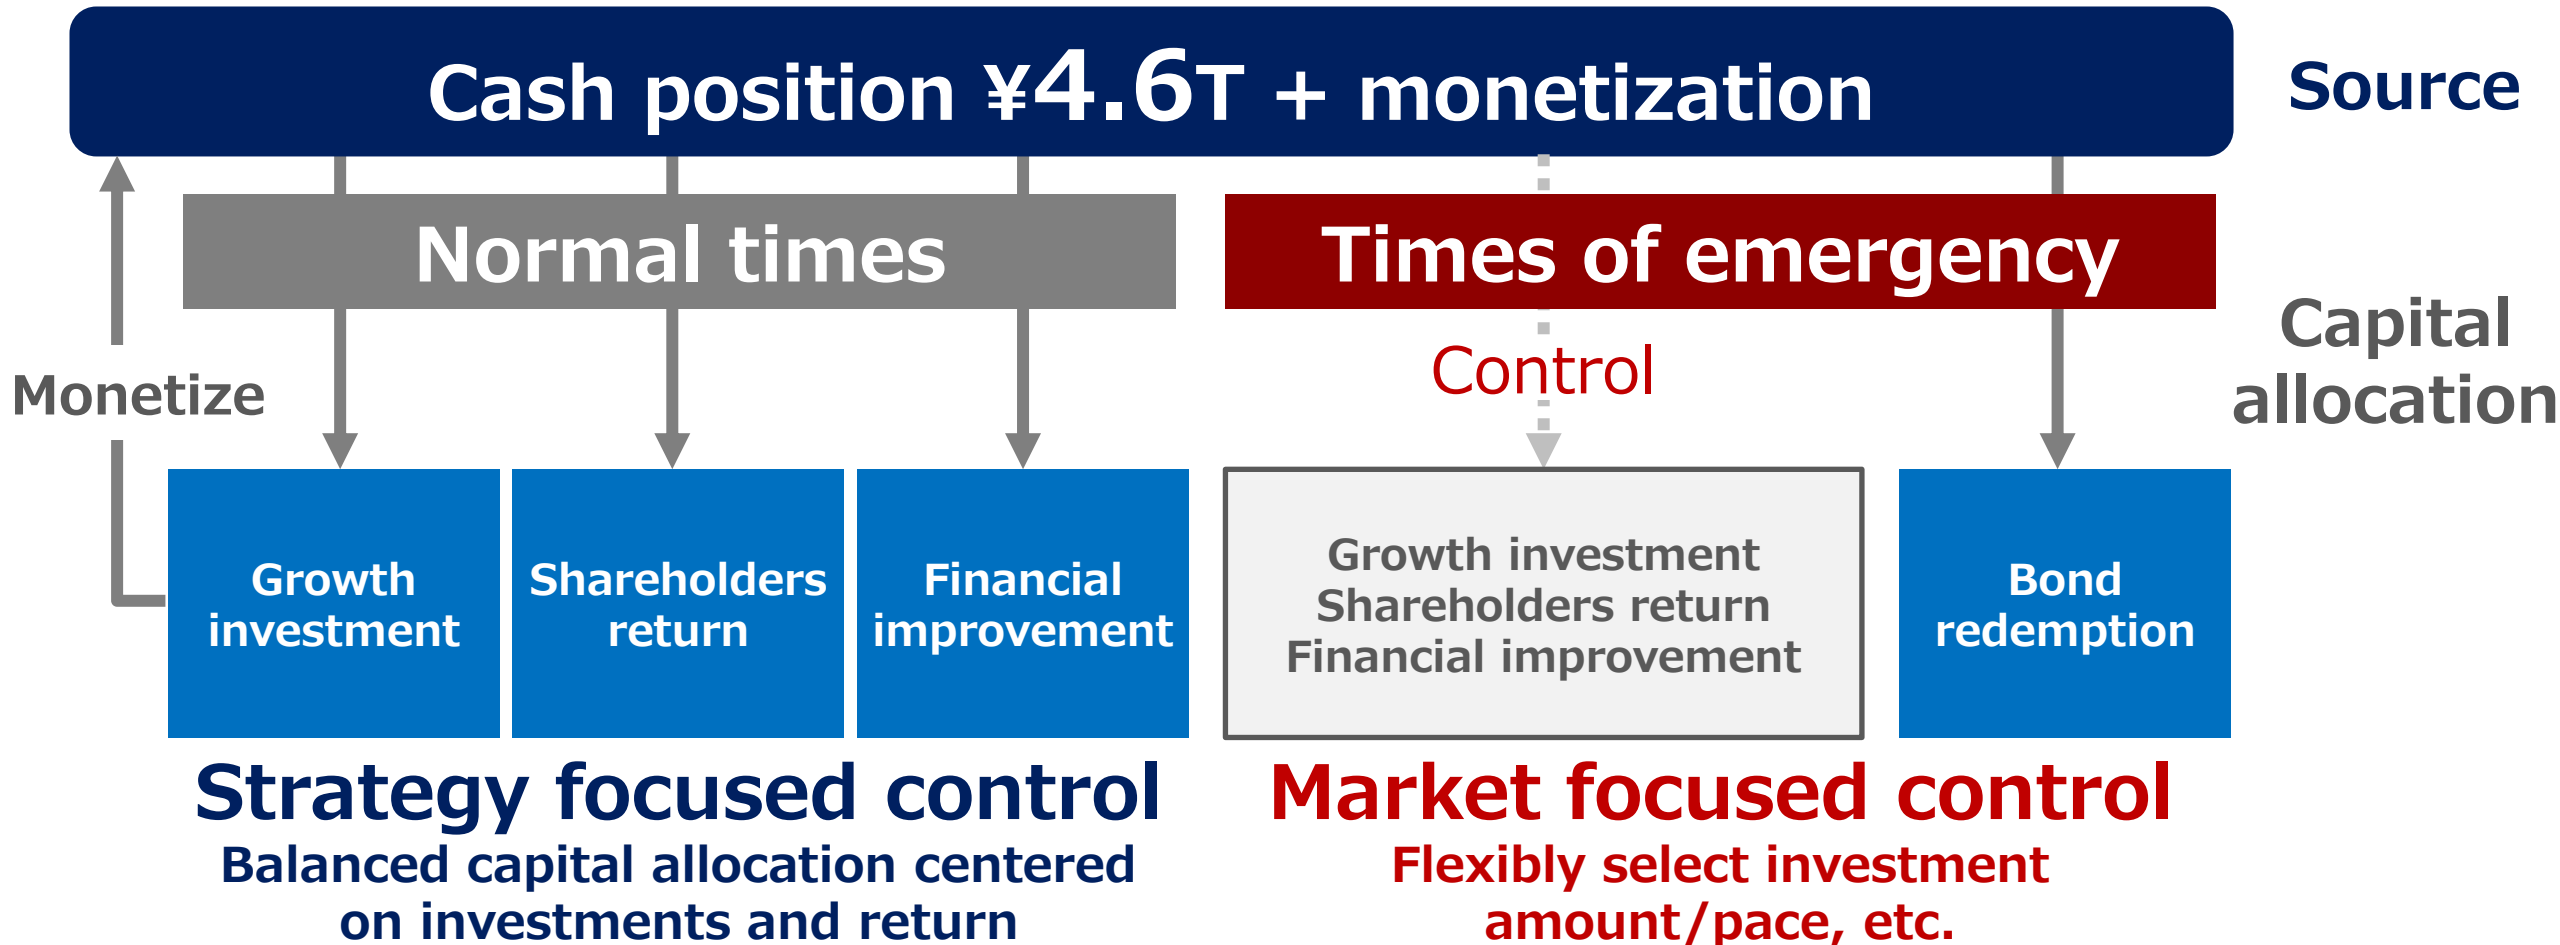 Cash position ¥4.6T + monetization
Source
Normal times
Times of emergency
Capital
allocation
Monetize
Control
Growth
investment
Shareholders
return
Financial
improvement
Growth investment
Shareholders return
Financial improvement
Bond
redemption
Strategy focused control
Balanced capital allocation centered
on investments and return
Market focused control
Flexibly select investment
amount/pace, etc.